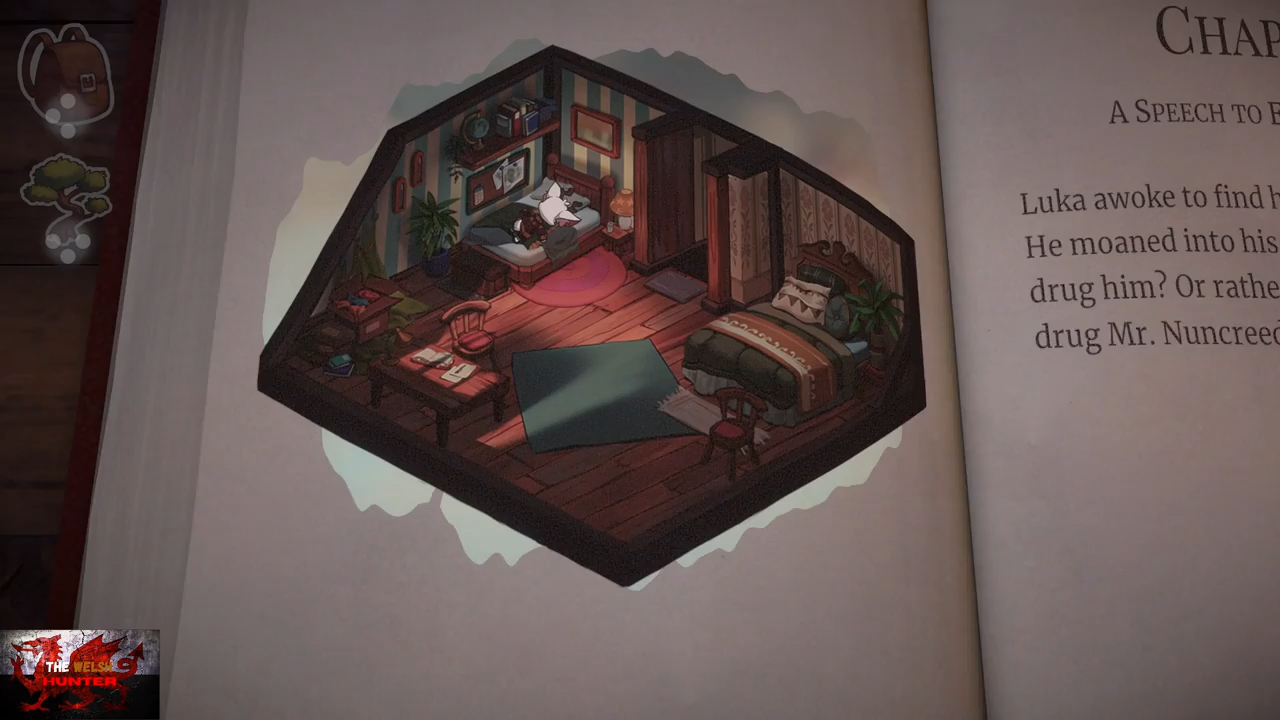 CHAP
A SPEECH TO E
Luka awoke to find h
He moaned into his
drug him? Or rathe
drug Mr. Nuncreed
THE WELSH
HUNTER